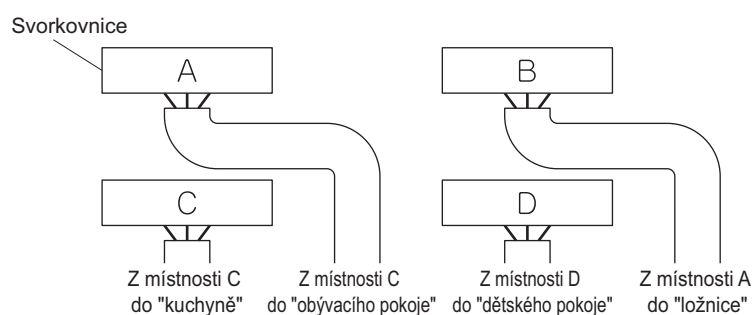 Svorkovnice
A
B
C
D
Z místnosti C
do "kuchyně"
Z místnosti C
do "obývacího pokoje"
Z místnosti D
do "dětského pokoje"
Z místnosti A
do "ložnice"